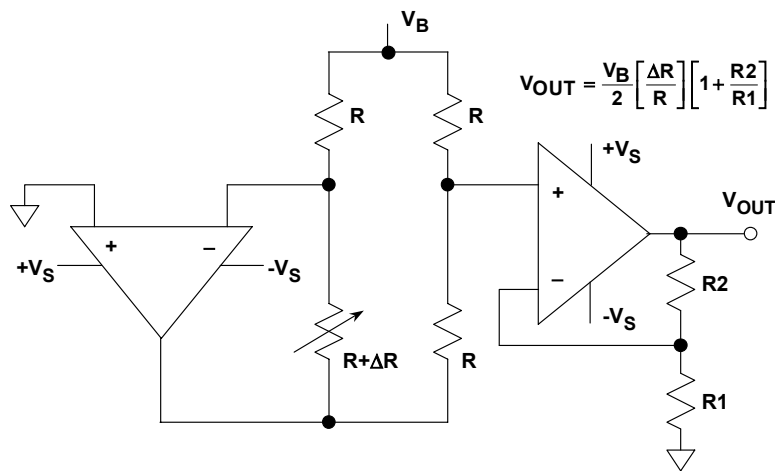 V_B
V_OUT = V_B/2 [ΔR/R] [1 + R2/R1]
R
R
+V_S
+
V_OUT
+
−
+V_S
-V_S
−
R2
-V_S
R+ΔR
R
R1